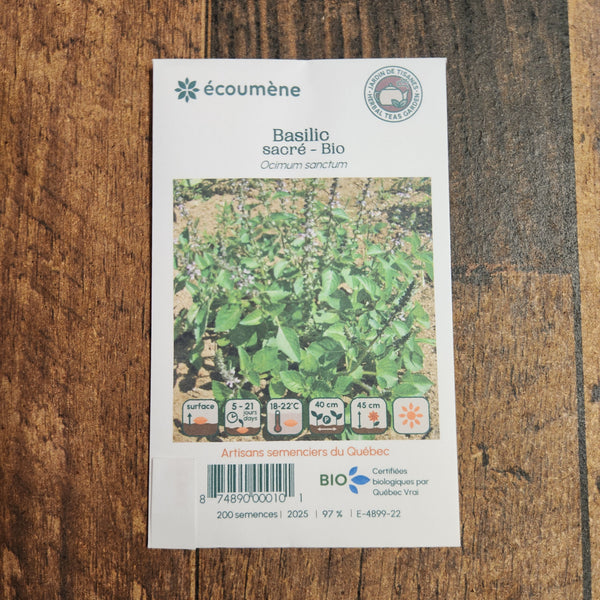 écoumène
JARDIN DE TISANES
HERBAL TEAS GARDEN
Basilic
sacré - Bio
Ocimum sanctum
surface
5 - 21
jours
days
18-22°C
40 cm
P
45 cm
Artisans semenciers du Québec
8 74890 00010 1
BIO
Certifiées
biologiques par
Québec Vrai
200 semences | 2025 | 97 % | E-4899-22